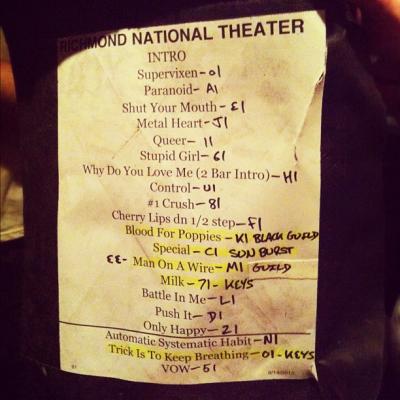 RICHMOND NATIONAL THEATER
INTRO
Supervixen-01
Paranoid-A1
Shut Your Mouth-E1
Metal Heart-J1
Queer-11
Stupid Girl-61
Why Do You Love Me (2 Bar Intro)-H1
Control-U1
#1 Crush-81
Cherry Lips dn 1/2 step-F1
Blood For Poppies-K1 BLACK GUILD
Special-C1 SUN BURST
33-Man On A Wire-M1 GUILD
Milk-71-KEYS
Battle In Me-L1
Push It-D1
Only Happy-21
Automatic Systematic Habit-N1
Trick Is To Keep Breathing-01-KEYS
VOW-51